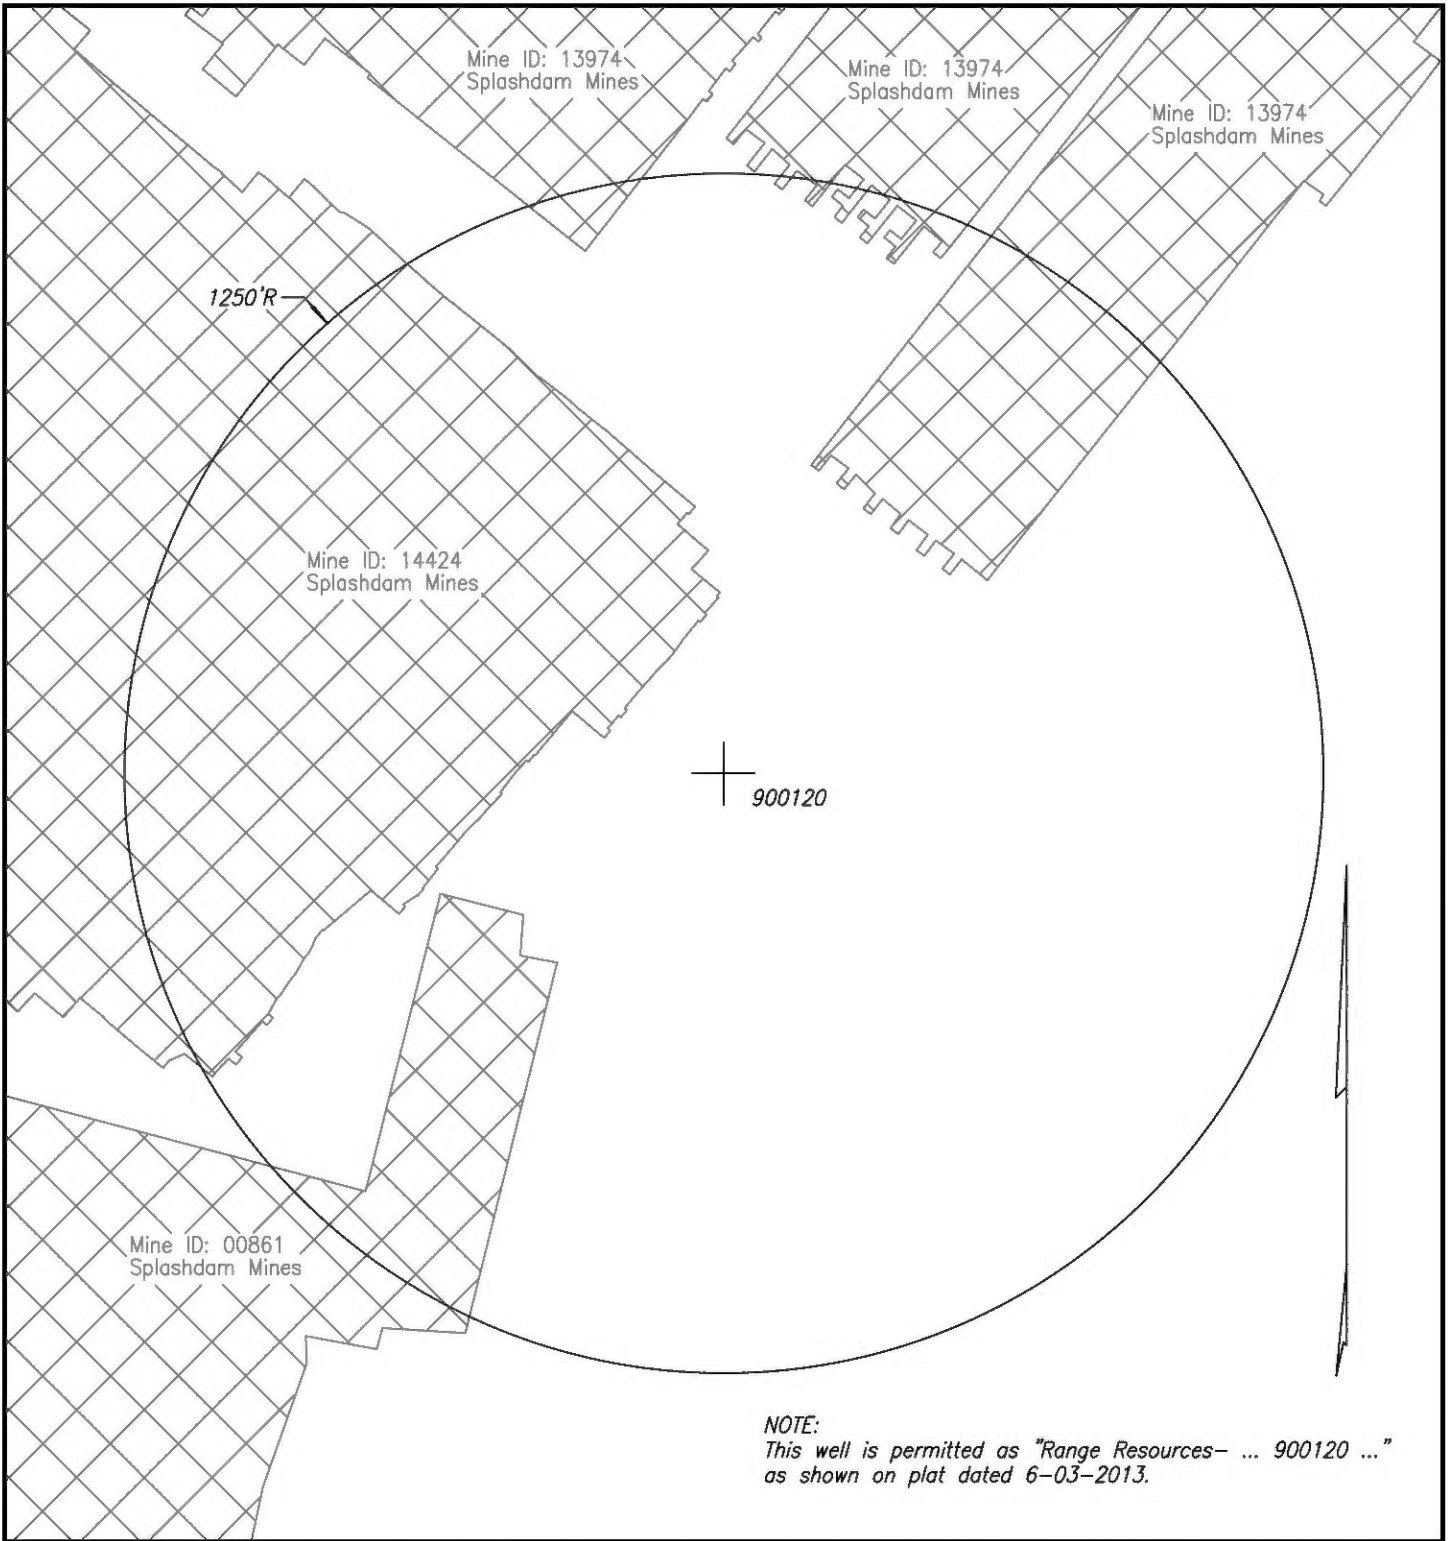 Mine ID: 13974
Splashdam Mines
Mine ID: 13974
Splashdam Mines
Mine ID: 13974
Splashdam Mines
1250'R
Mine ID: 14424
Splashdam Mines
900120
Mine ID: 00861
Splashdam Mines
NOTE:
This well is permitted as "Range Resources- ... 900120 ..."
as shown on plat dated 6-03-2013.